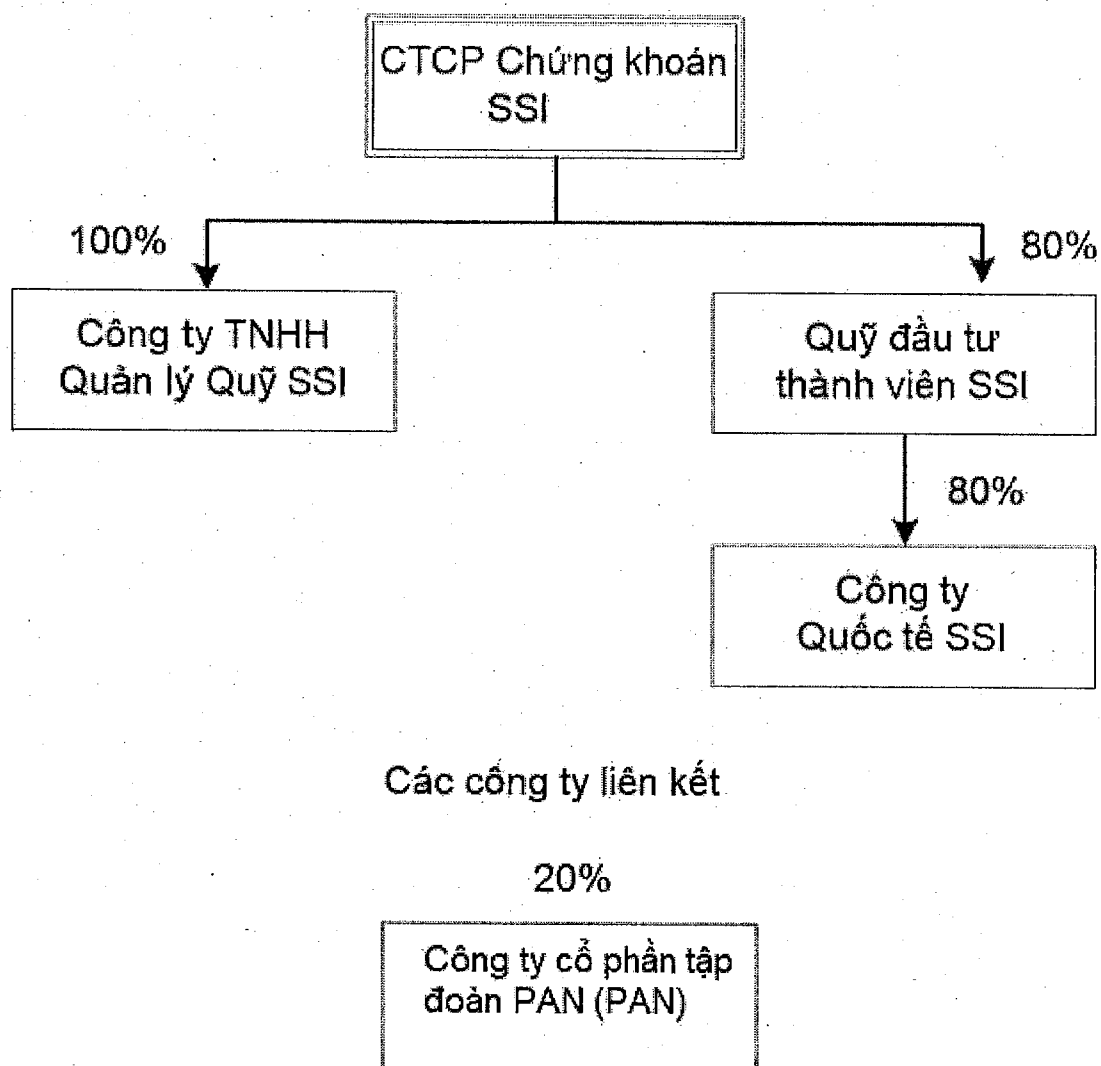 CTCP Chứng khoán
SSI
100%
80%
Công ty TNHH
Quản lý Quỹ SSI
Quỹ đầu tư
thành viên SSI
80%
Công ty
Quốc tế SSI
Các công ty liên kết
20%
Công ty cổ phần tập
đoàn PAN (PAN)